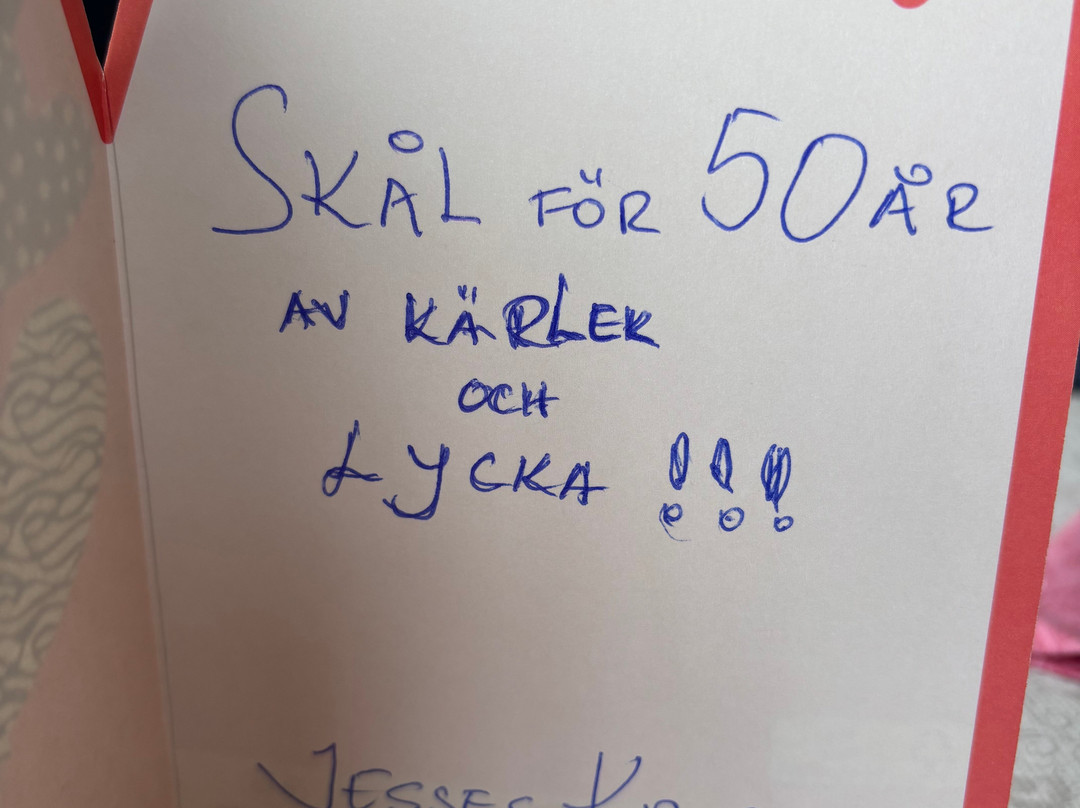 SKÅL FÖR 50 ÅR
AV KÄRLEK
OCH
LYCKA !!!